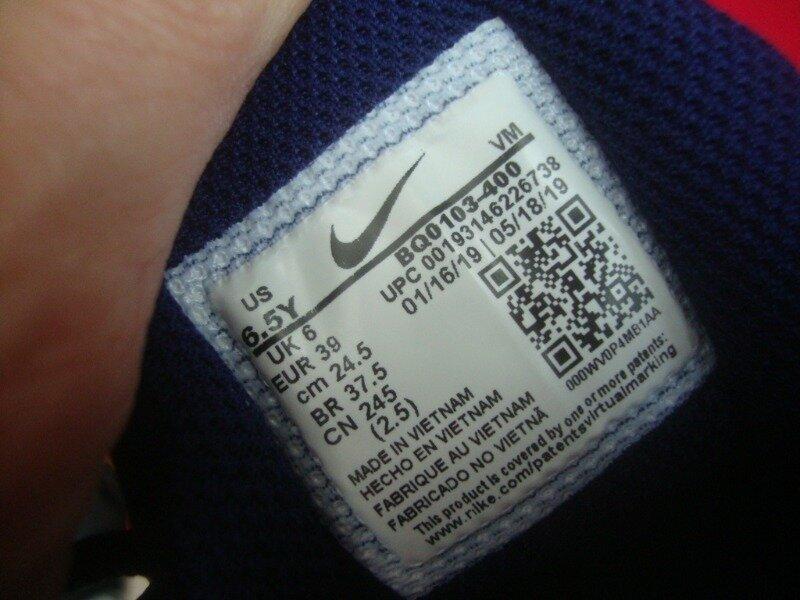 VM
US
6.5Y
UK 6
EUR 39
cm 24.5
BR 37.5
CN 245
(2.5)
BQ0103-400
UPC 00193146226738
01/16/19 | 05/18/19
000WV0P4MB1AA
MADE IN VIETNAM
HECHO EN VIETNAM
FABRIQUE AU VIETNAM
FABRICADO NO VIETNÃ
This product is covered by one or more patents:
www.nike.com/patentsvirtualmarking